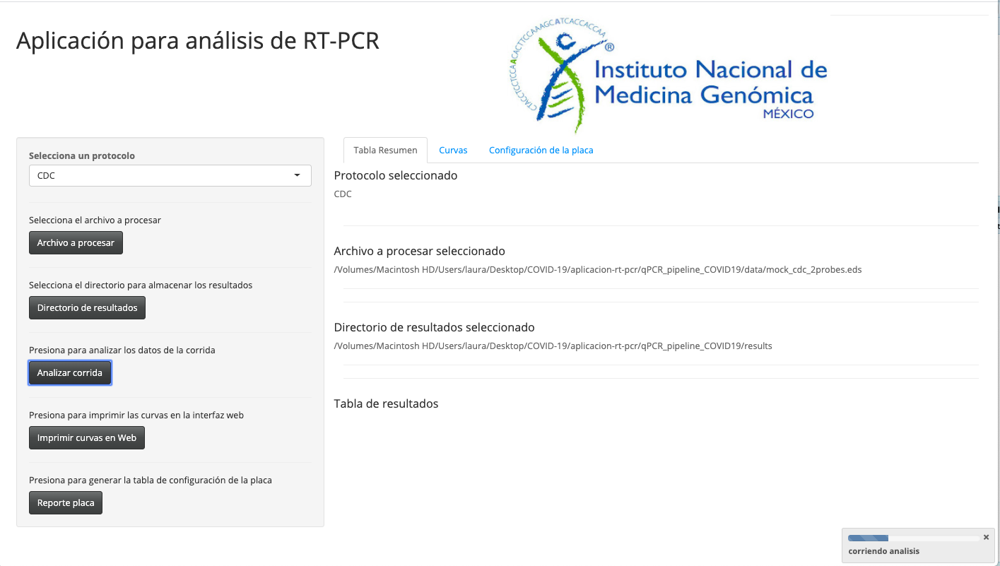 Aplicación para análisis de RT-PCR
CTACCTCCTCCAACACTTCCAAAGCATCACCACCAA
®
Instituto Nacional de
Medicina Genómica
MÉXICO
Selecciona un protocolo
CDC
Selecciona el archivo a procesar
Archivo a procesar
Selecciona el directorio para almacenar los resultados
Directorio de resultados
Presiona para analizar los datos de la corrida
Analizar corrida
Presiona para imprimir las curvas en la interfaz web
Imprimir curvas en Web
Presiona para generar la tabla de configuración de la placa
Reporte placa
Tabla Resumen
Curvas
Configuración de la placa
Protocolo seleccionado
CDC
Archivo a procesar seleccionado
/Volumes/Macintosh HD/Users/laura/Desktop/COVID-19/aplicacion-rt-pcr/qPCR_pipeline_COVID19/data/mock_cdc_2probes.eds
Directorio de resultados seleccionado
/Volumes/Macintosh HD/Users/laura/Desktop/COVID-19/aplicacion-rt-pcr/qPCR_pipeline_COVID19/results
Tabla de resultados
corriendo analisis